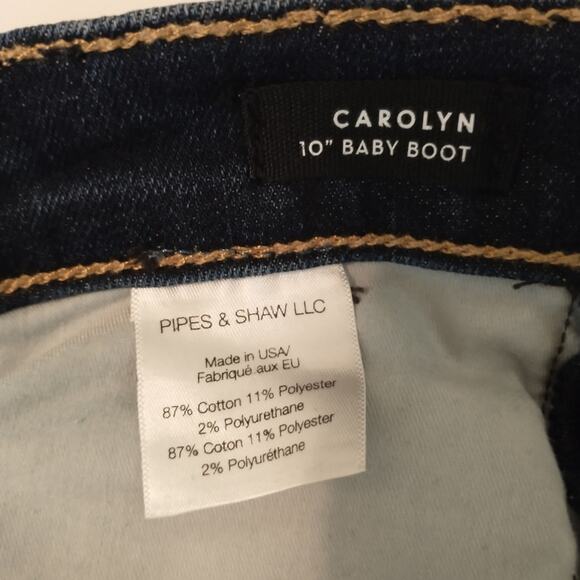 CAROLYN
10" BABY BOOT
PIPES & SHAW LLC
Made in USA/
Fabriqué aux EU
87% Cotton 11% Polyester
2% Polyurethane
87% Coton 11% Polyester
2% Polyuréthane